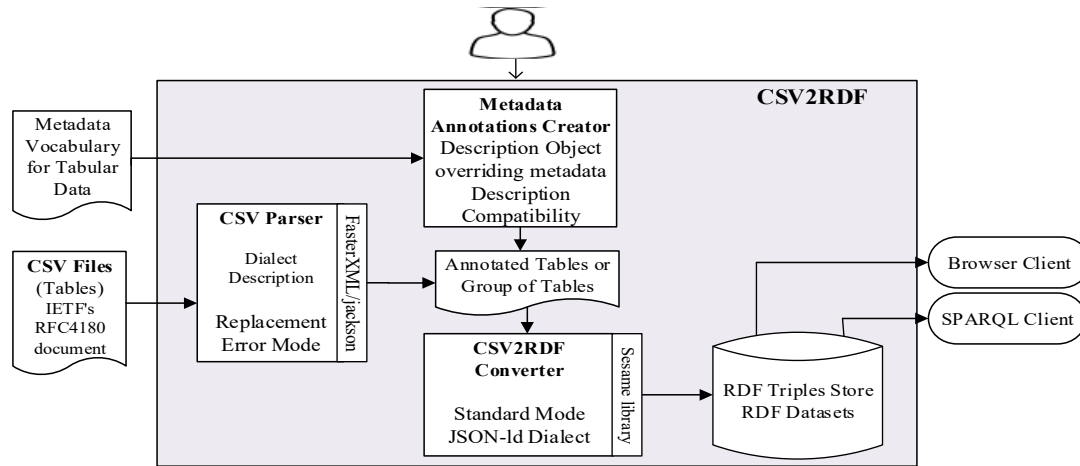 CSV2RDF
Metadata
Annotations Creator
Description Object
overriding metadata
Description
Compatibility
Metadata
Vocabulary
for Tabular
Data
CSV Parser
Dialect
Description
Replacement
Error Mode
FasterXML/jackson
CSV Files
(Tables)
IETF's
RFC4180
document
Annotated Tables or
Group of Tables
CSV2RDF
Converter
Standard Mode
JSON-ld Dialect
Sesame library
RDF Triples Store
RDF Datasets
Browser Client
SPARQL Client